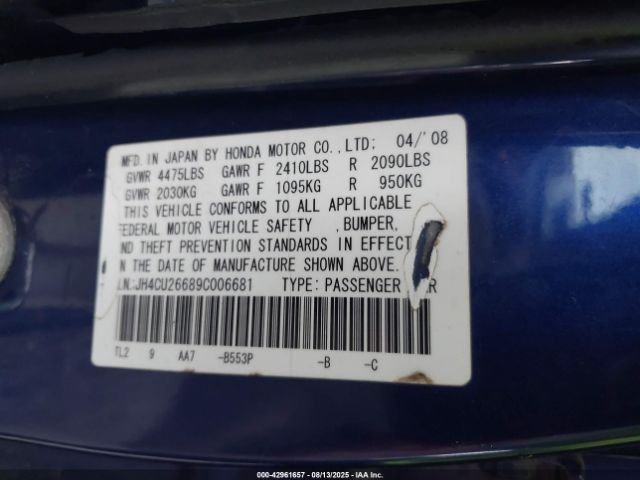 MFD. IN JAPAN BY HONDA MOTOR CO., LTD: 04/'08
GVWR 4475LBS GAWR F 2410LBS R 2090LBS
GVWR 2030KG GAWR F 1095KG R 950KG
THIS VEHICLE CONFORMS TO ALL APPLICABLE
FEDERAL MOTOR VEHICLE SAFETY , BUMPER,
ND THEFT PREVENTION STANDARDS IN EFFECT
N THE DATE OF MANUFACTURE SHOWN ABOVE.
IN:JH4CU26689C006681 TYPE: PASSENGER
TL2 9 AA7 -B553P -B -C
000-42961657 - 08/13/2025 - IAA Inc.